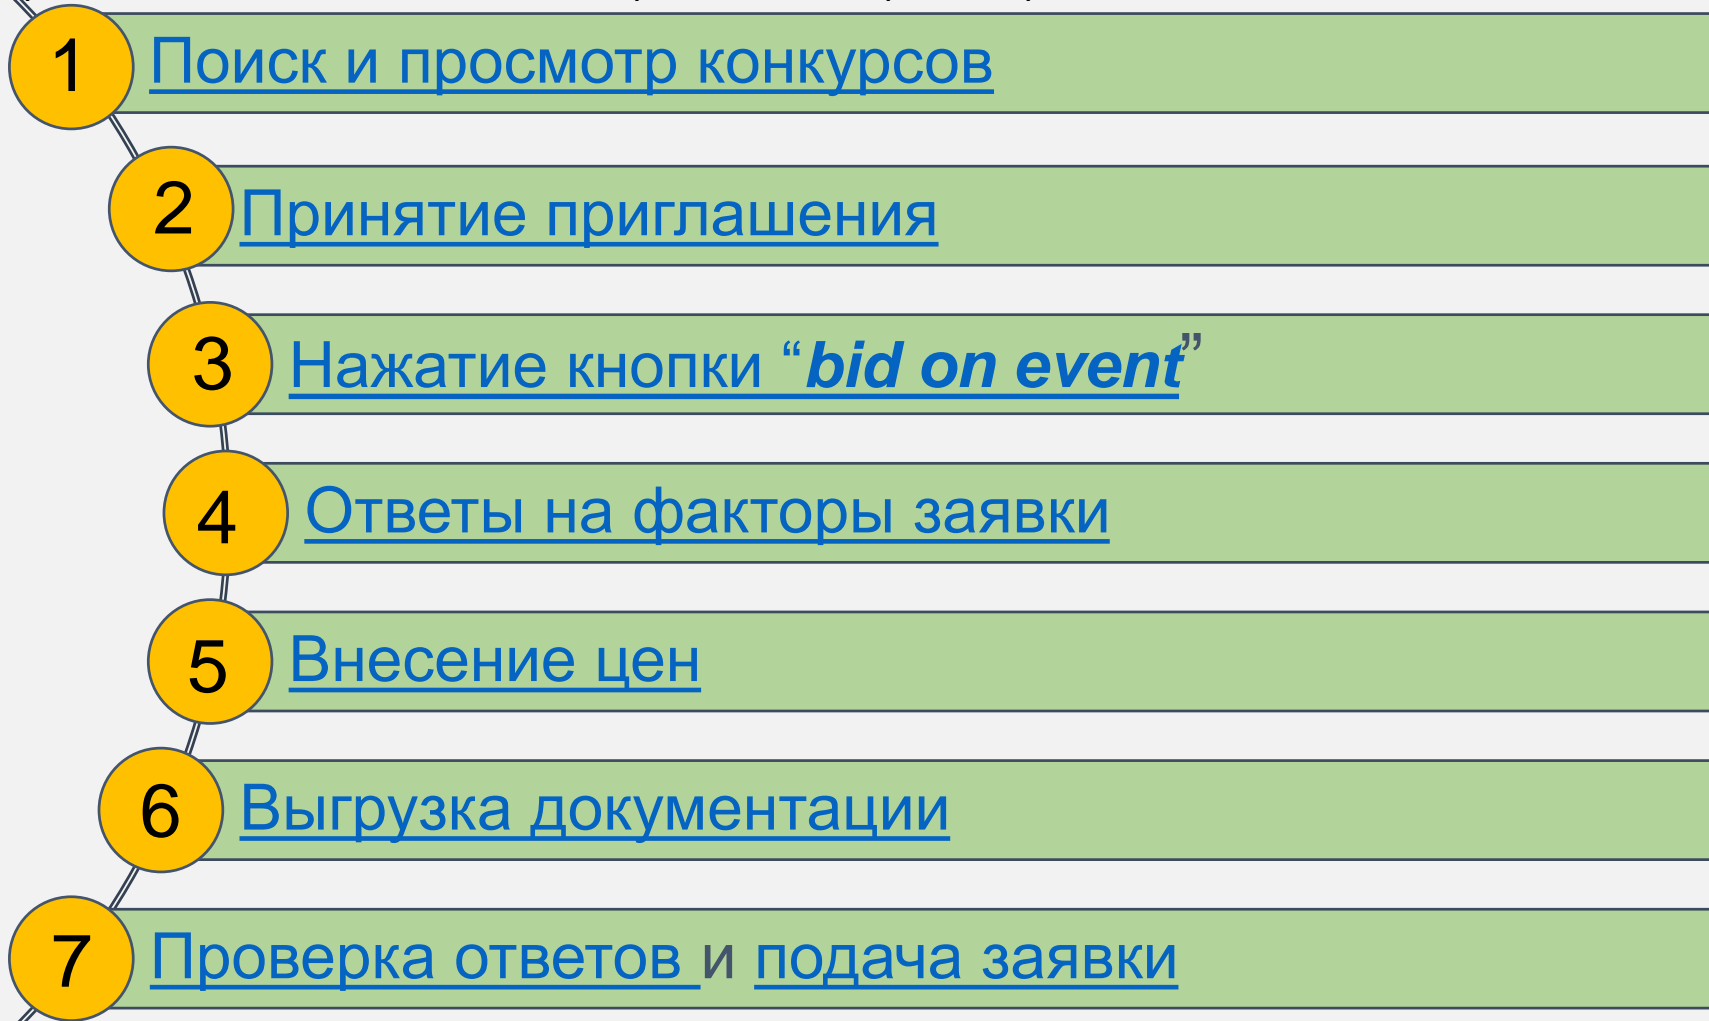 1 Поиск и просмотр конкурсов
2 Принятие приглашения
3 Нажатие кнопки “bid on event”
4 Ответы на факторы заявки
5 Внесение цен
6 Выгрузка документации
7 Проверка ответов и подача заявки